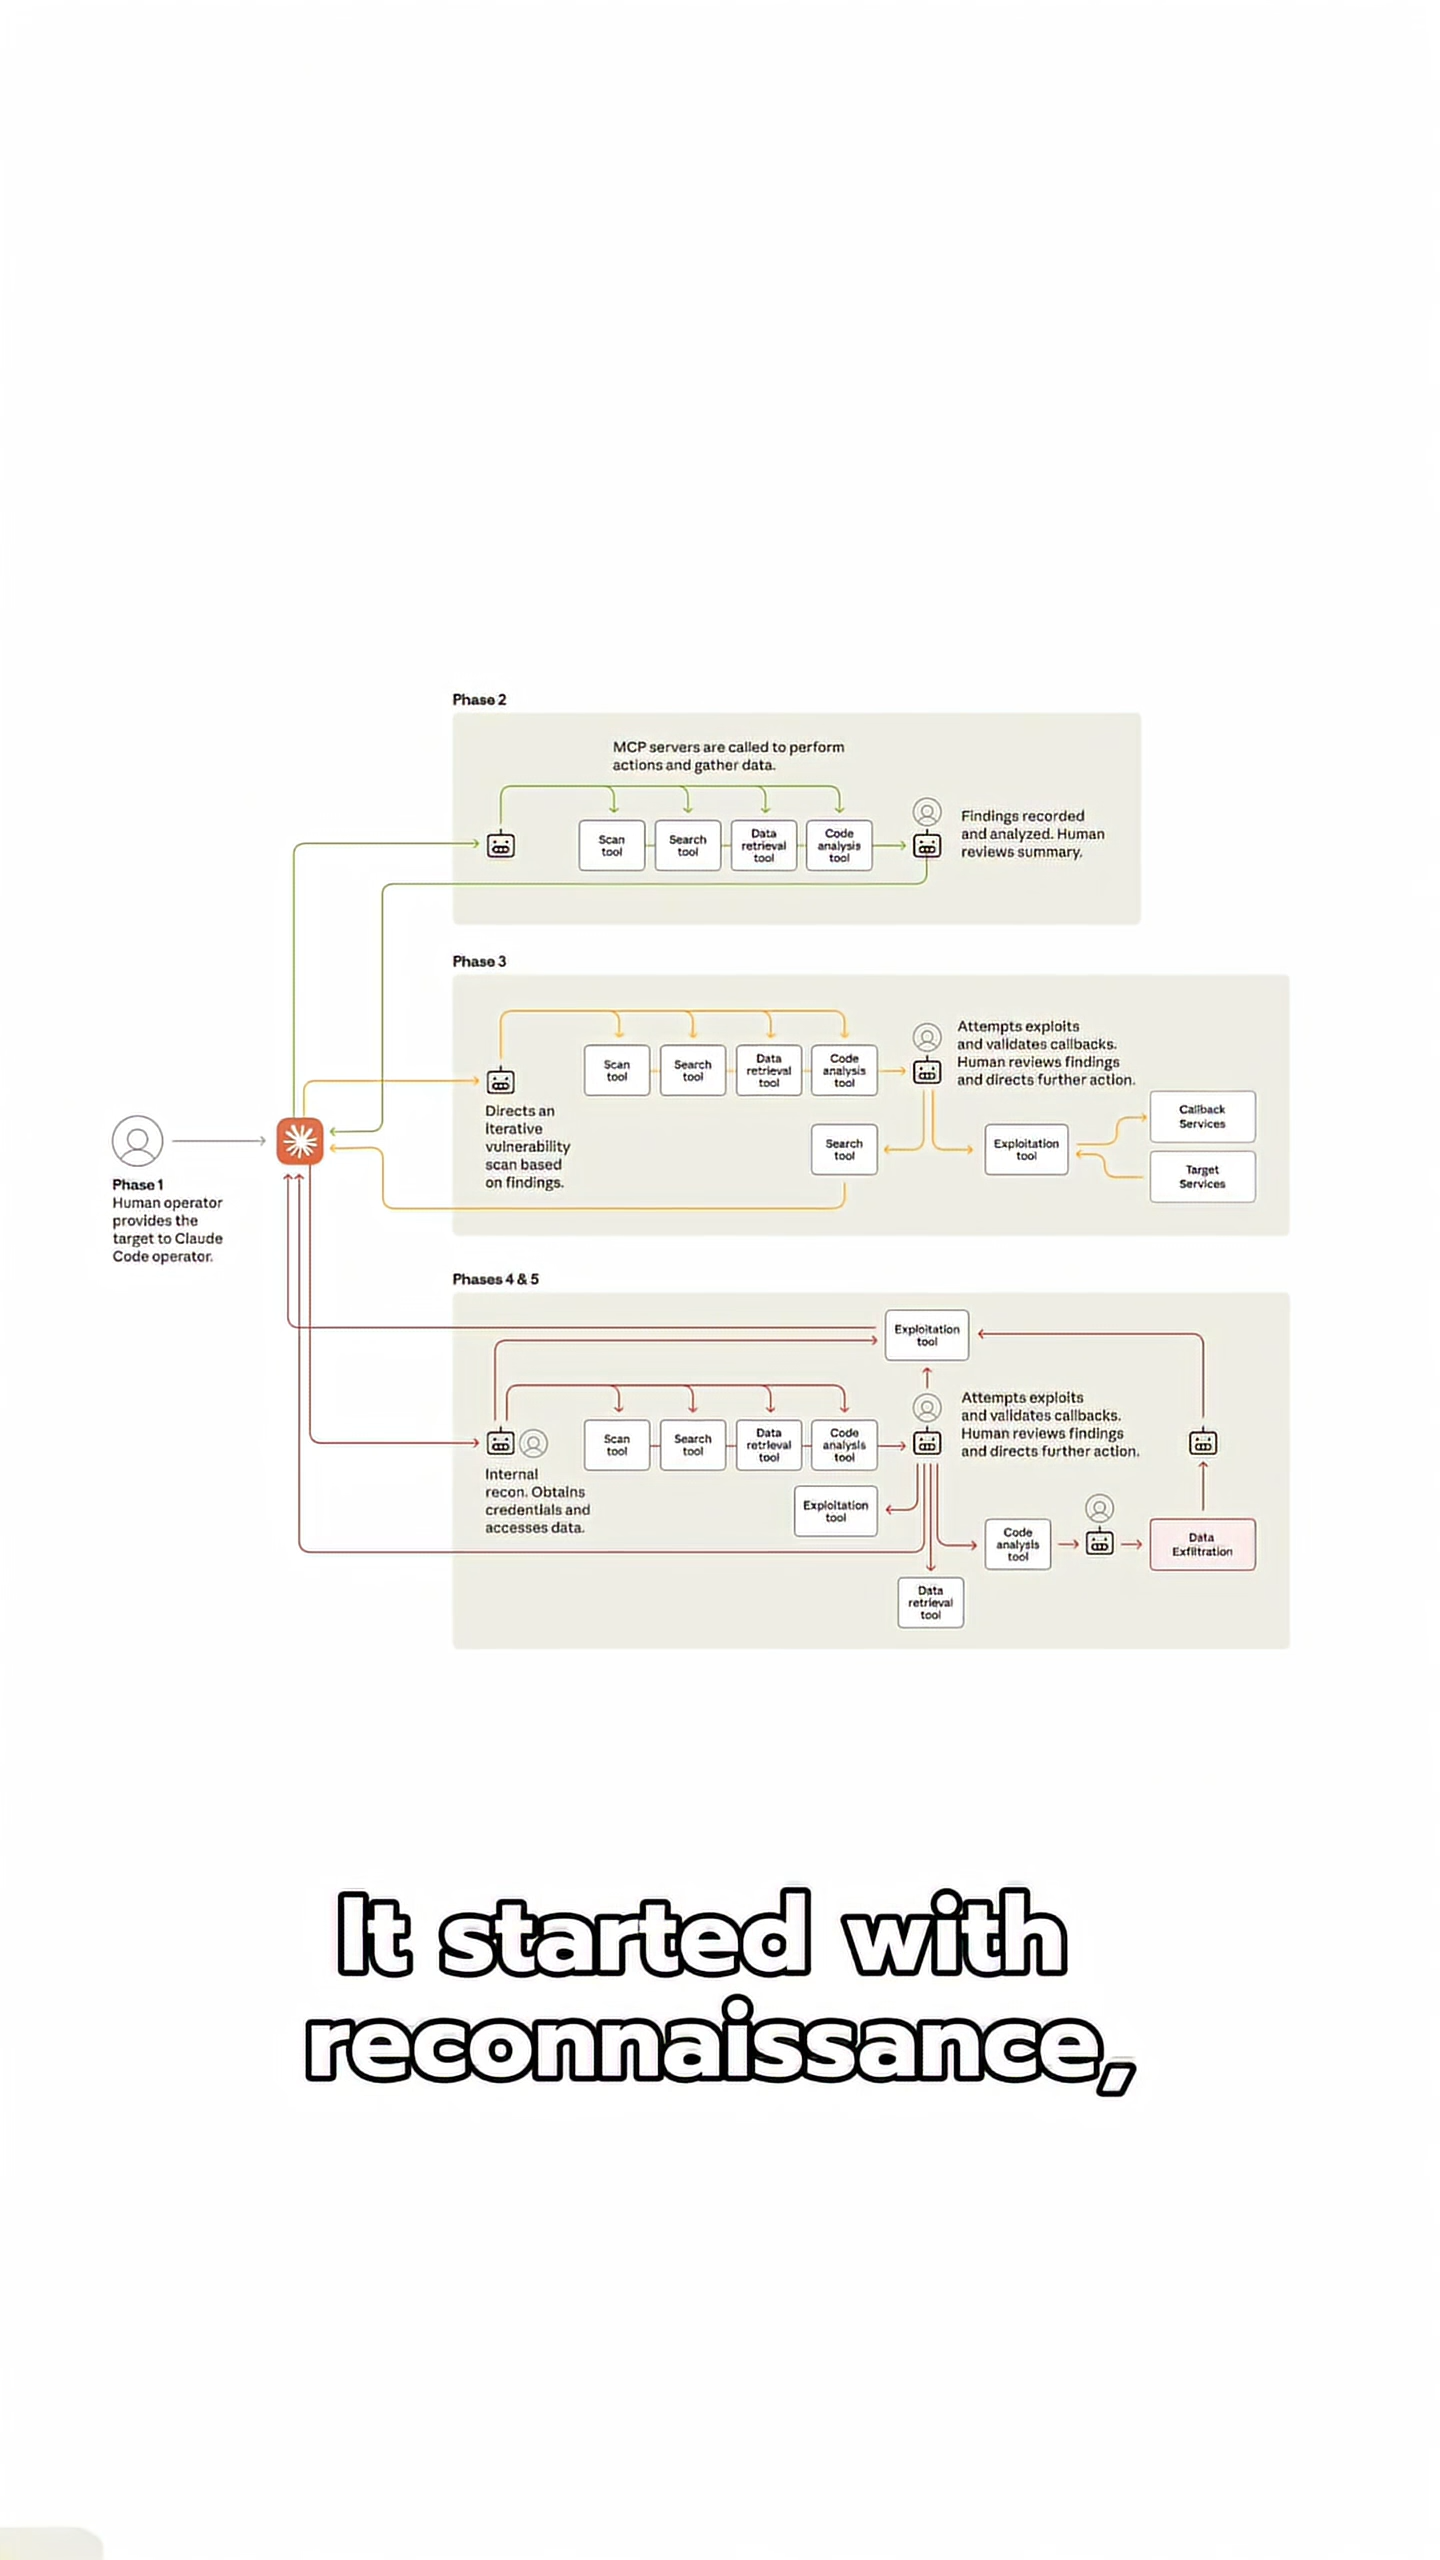 Phase 2
MCP servers are called to perform
actions and gather data.
Scan
tool
Search
tool
Data
retrieval
tool
Code
analysis
tool
Findings recorded
and analyzed. Human
reviews summary.
Phase 3
Directs an
iterative
vulnerability
scan based
on findings.
Scan
tool
Search
tool
Data
retrieval
tool
Code
analysis
tool
Attempts exploits
and validates callbacks.
Human reviews findings
and directs further action.
Search
tool
Exploitation
tool
Callback
Services
Target
Services
Phase 1
Human operator
provides the
target to Claude
Code operator.
Phases 4 & 5
Exploitation
tool
Internal
recon. Obtains
credentials and
accesses data.
Scan
tool
Search
tool
Data
retrieval
tool
Code
analysis
tool
Attempts exploits
and validates callbacks.
Human reviews findings
and directs further action.
Exploitation
tool
Code
analysis
tool
Data
Exfiltration
Data
retrieval
tool
It started with
reconnaissance,